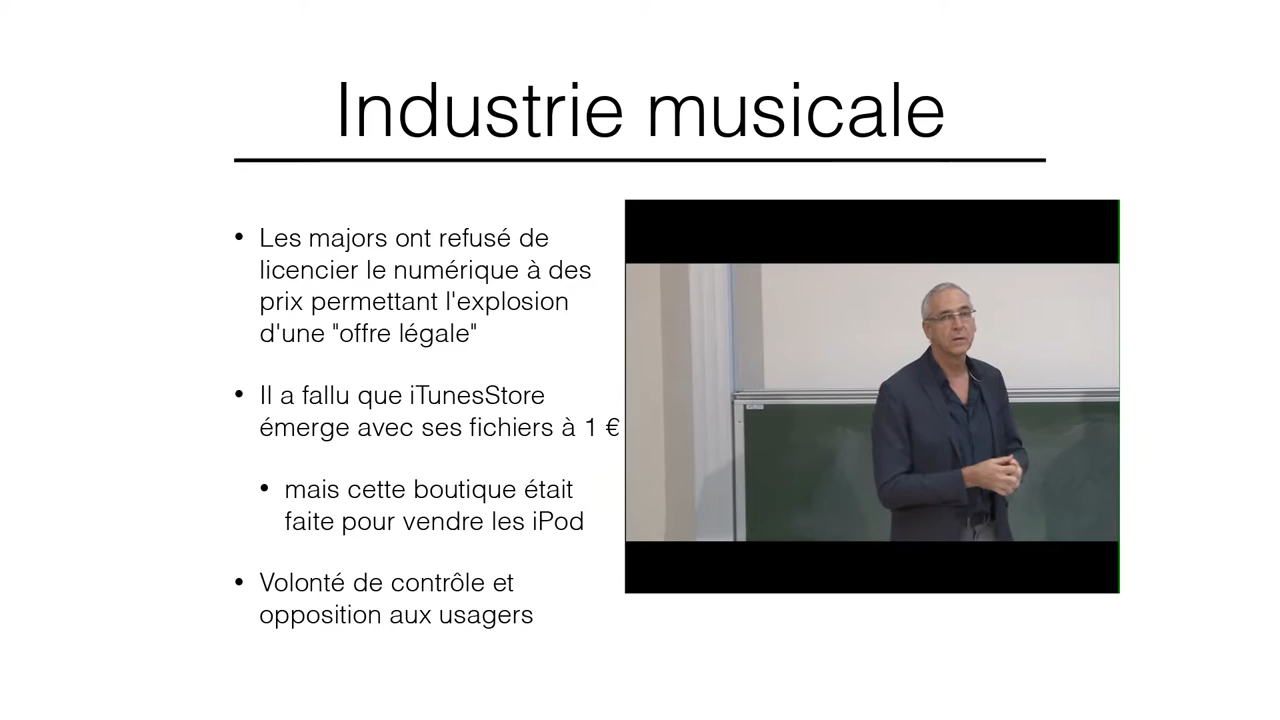 Industrie musicale
• Les majors ont refusé de
licencier le numérique à des
prix permettant l'explosion
d'une "offre légale"
• Il a fallu que iTunesStore
émerge avec ses fichiers à 1 €
• mais cette boutique était
faite pour vendre les iPod
• Volonté de contrôle et
opposition aux usagers